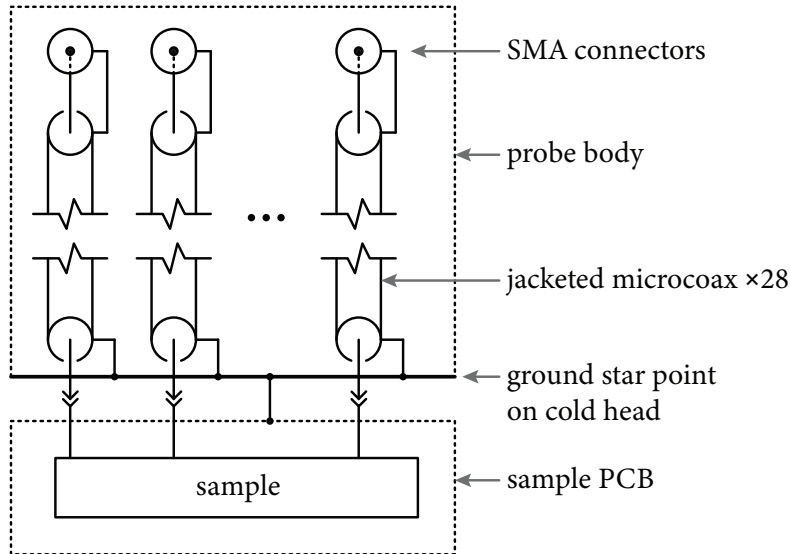 SMA connectors
probe body
jacketed microcoax ×28
ground star point
on cold head
sample PCB
sample